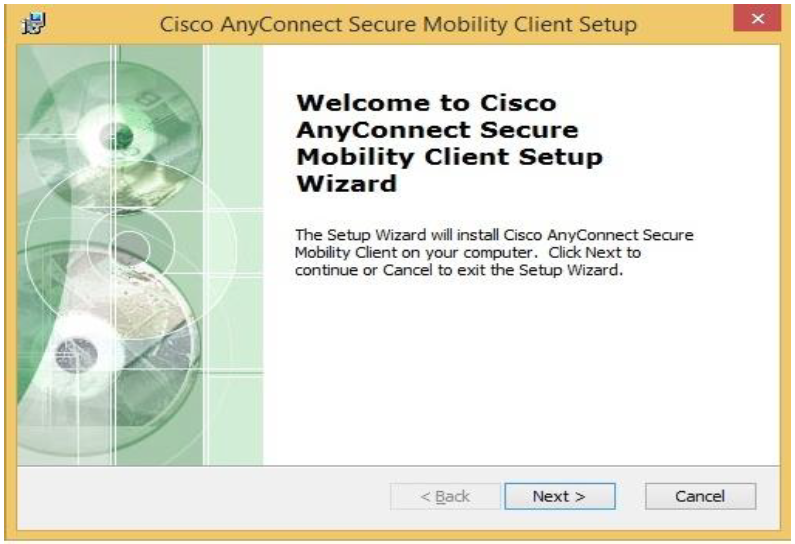 Cisco AnyConnect Secure Mobility Client Setup
Welcome to Cisco
AnyConnect Secure
Mobility Client Setup
Wizard
The Setup Wizard will install Cisco AnyConnect Secure
Mobility Client on your computer.  Click Next to
continue or Cancel to exit the Setup Wizard.
< Back Next > Cancel